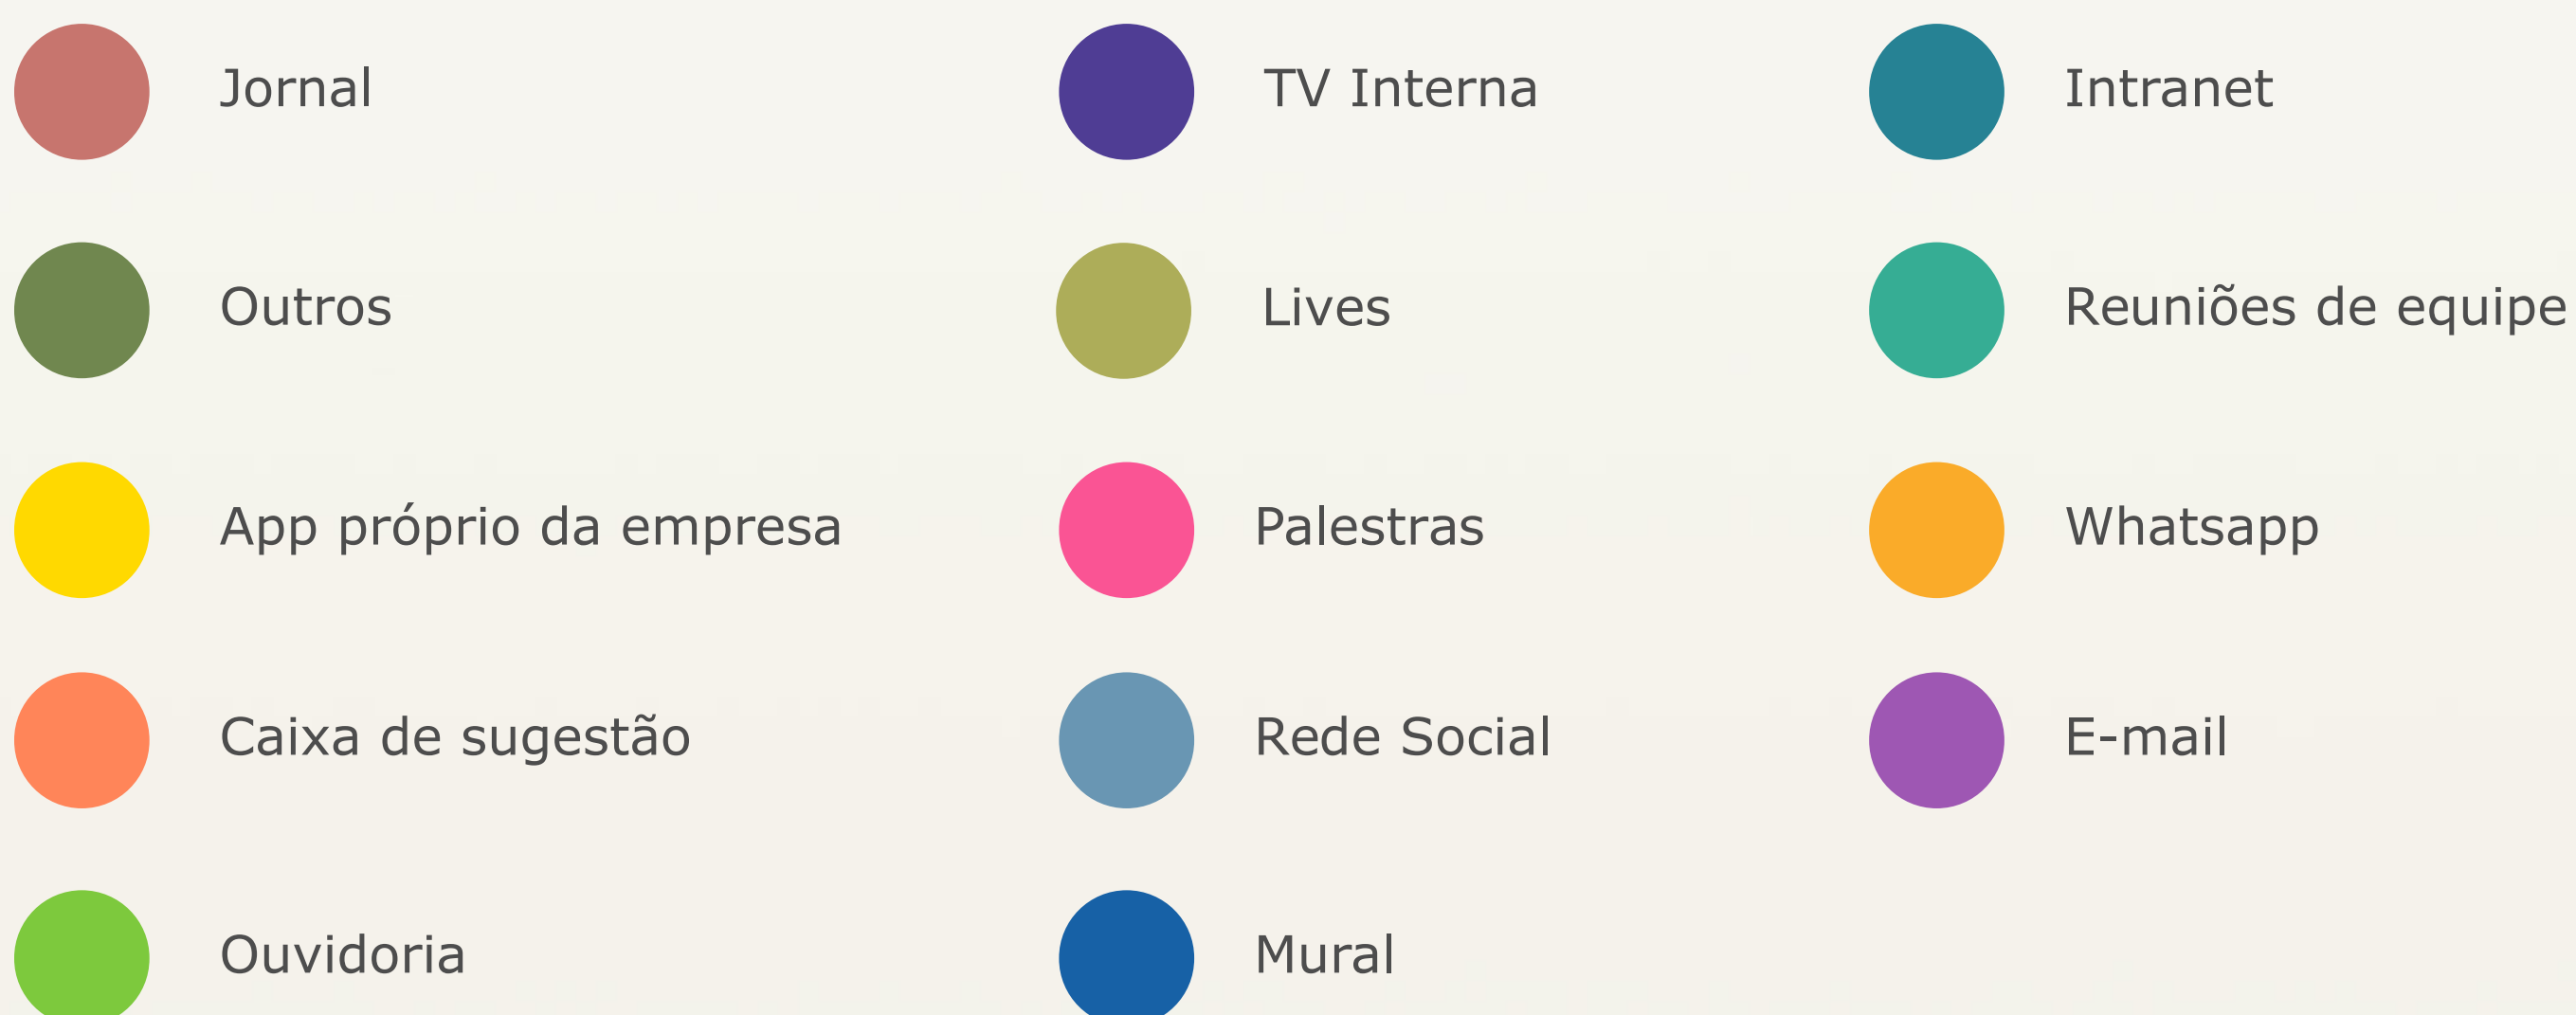 Jornal
TV Interna
Intranet
Outros
Lives
Reuniões de equipe
App próprio da empresa
Palestras
Whatsapp
Caixa de sugestão
Rede Social
E-mail
Ouvidoria
Mural